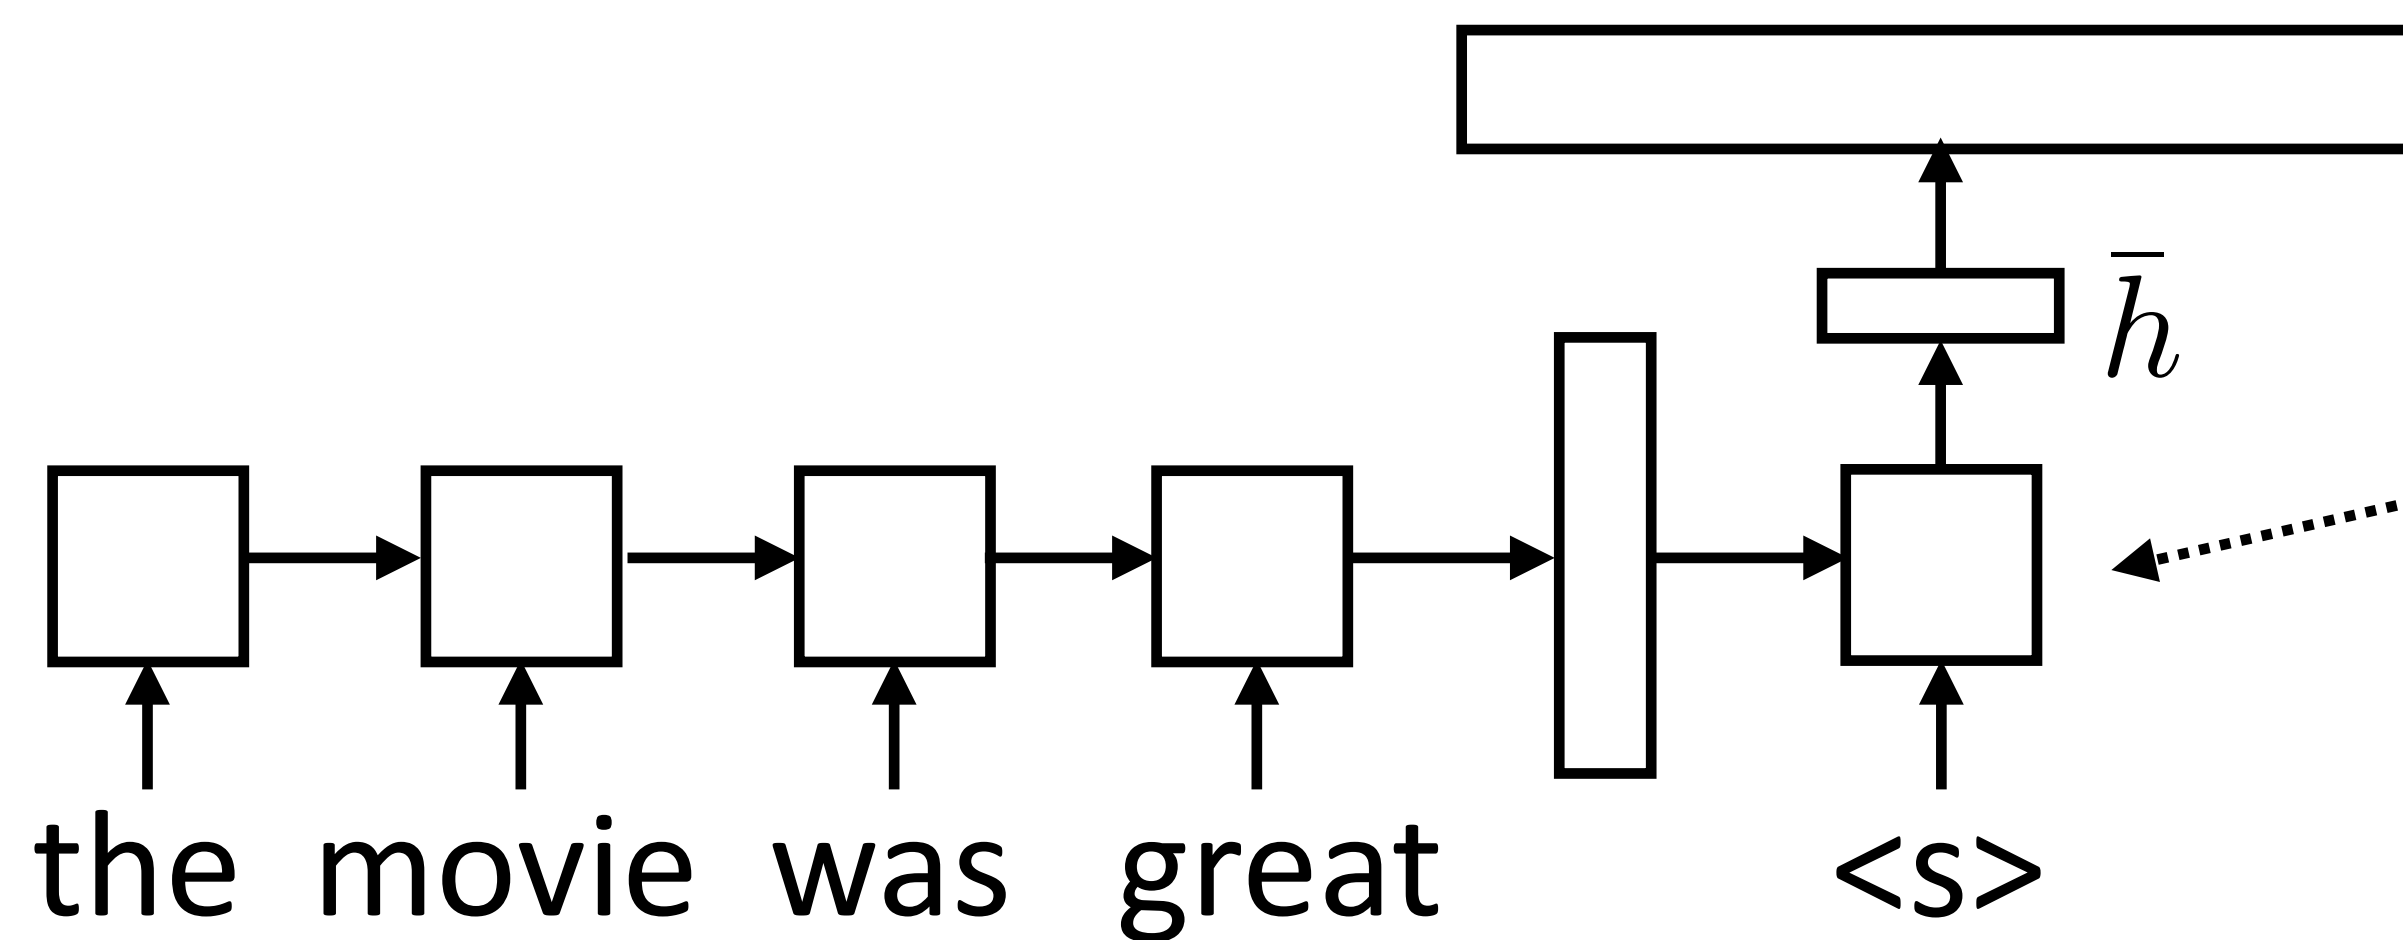 h̄
the movie was great <s>